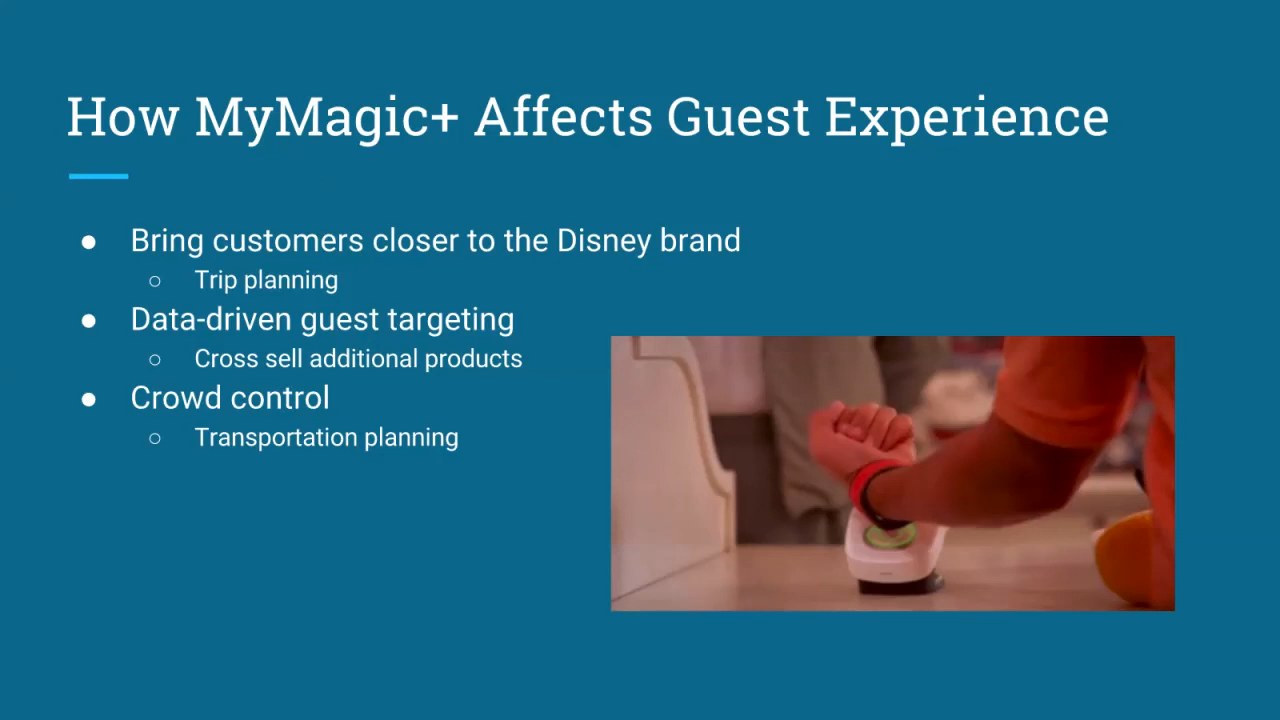 How MyMagic+ Affects Guest Experience
● Bring customers closer to the Disney brand
○ Trip planning
● Data-driven guest targeting
○ Cross sell additional products
● Crowd control
○ Transportation planning